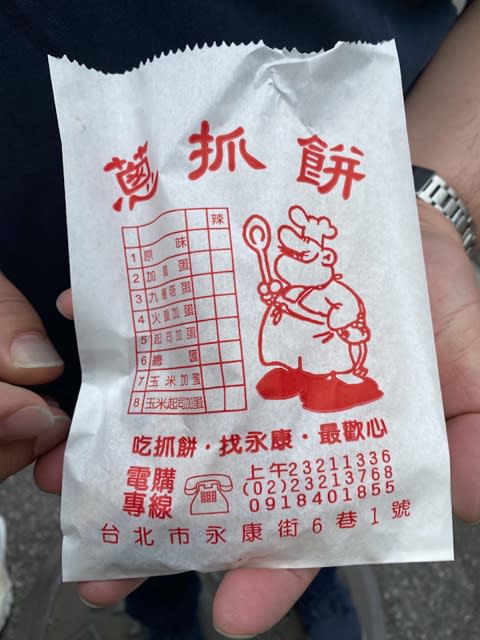 蔥抓餅
辣
1 原味
2 加蛋
3 九層塔蛋
4 火腿加蛋
5 起司加蛋
6 總匯
7 玉米加蛋
8 玉米起司加蛋
吃抓餅·找永康·最歡心
電購專線
上午23211336
(02)23213768
0918401855
台北市永康街6巷1號